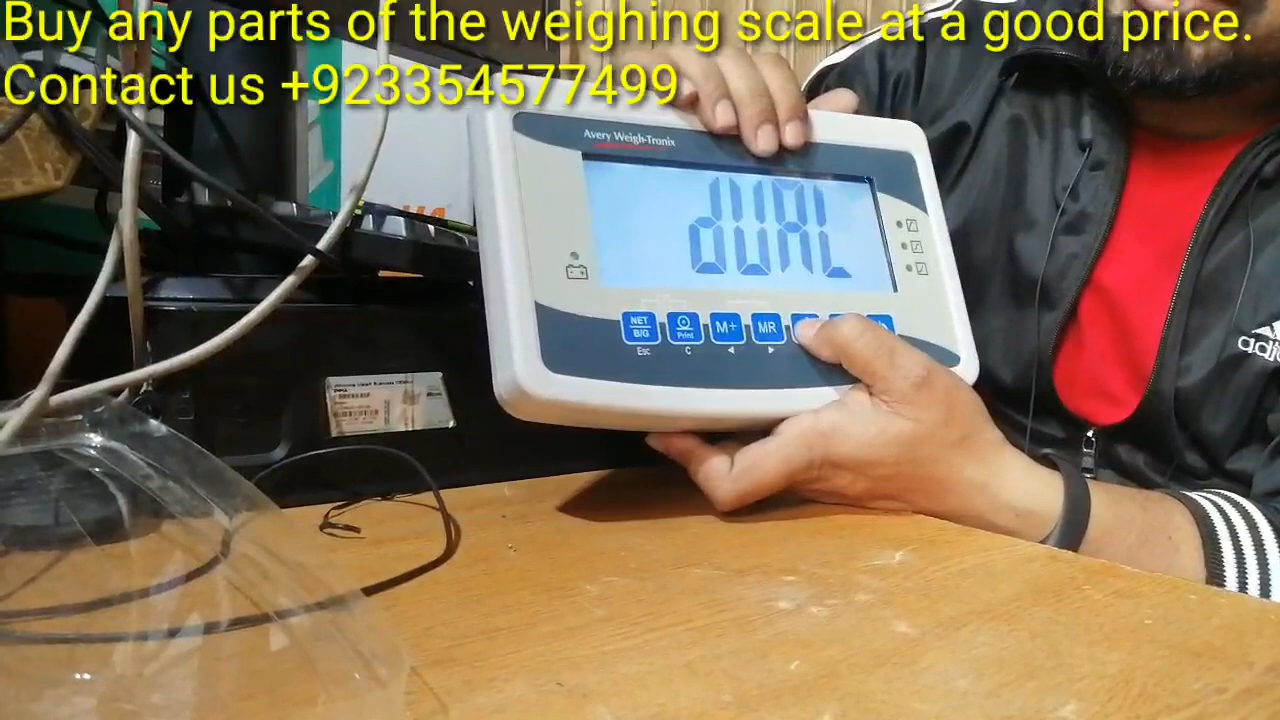 Buy any parts of the weighing scale at a good price.
Contact us +923354577499
Avery Weigh-Tronix
dUAL
NET B/G
Print
M+
MR
Esc
C